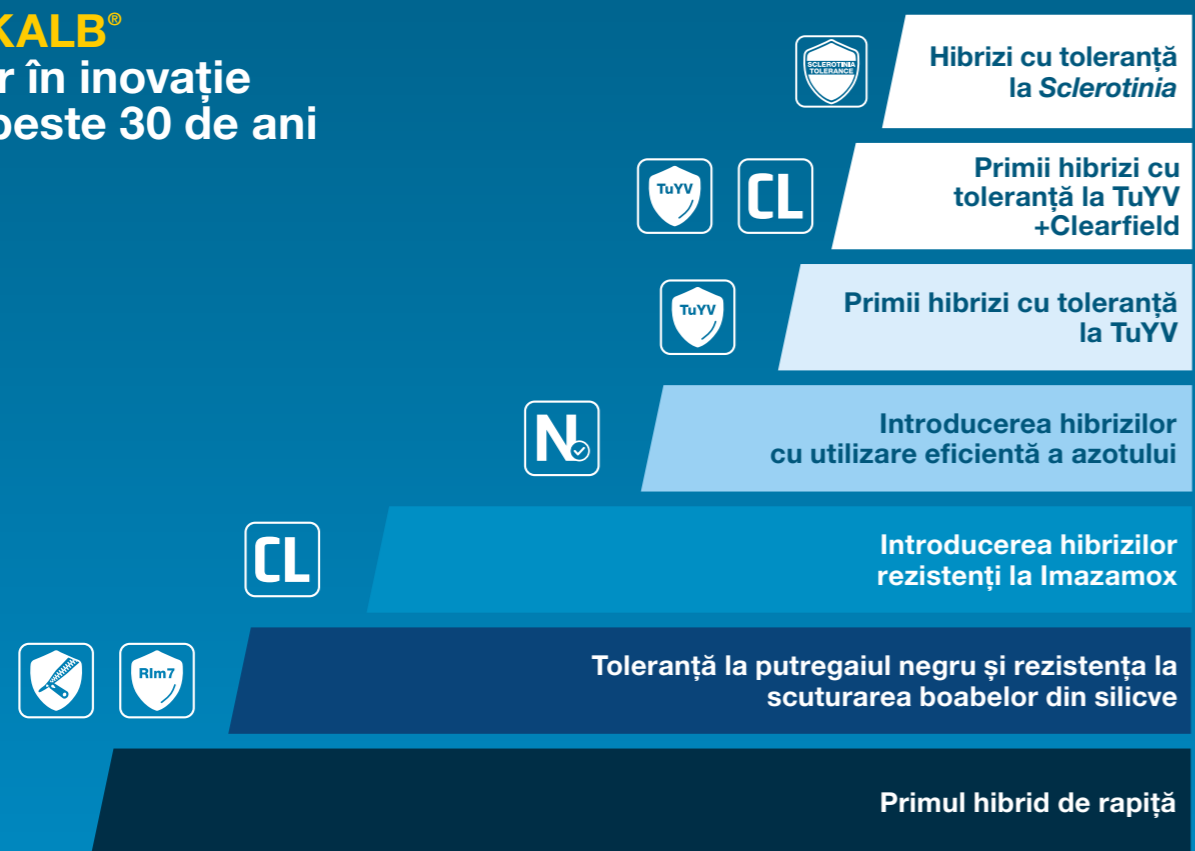 KALB®
r în inovație
peste 30 de ani
SCLEROTINIA
TOLERANCE
Hibrizi cu toleranță
la Sclerotinia
TuYV
CL
Primii hibrizi cu
toleranță la TuYV
+Clearfield
TuYV
Primii hibrizi cu toleranță
la TuYV
N
Introducerea hibrizilor
cu utilizare eficientă a azotului
CL
Introducerea hibrizilor
rezistenți la Imazamox
Rlm7
Toleranță la putregaiul negru și rezistența la
scuturarea boabelor din silicve
Primul hibrid de rapiță